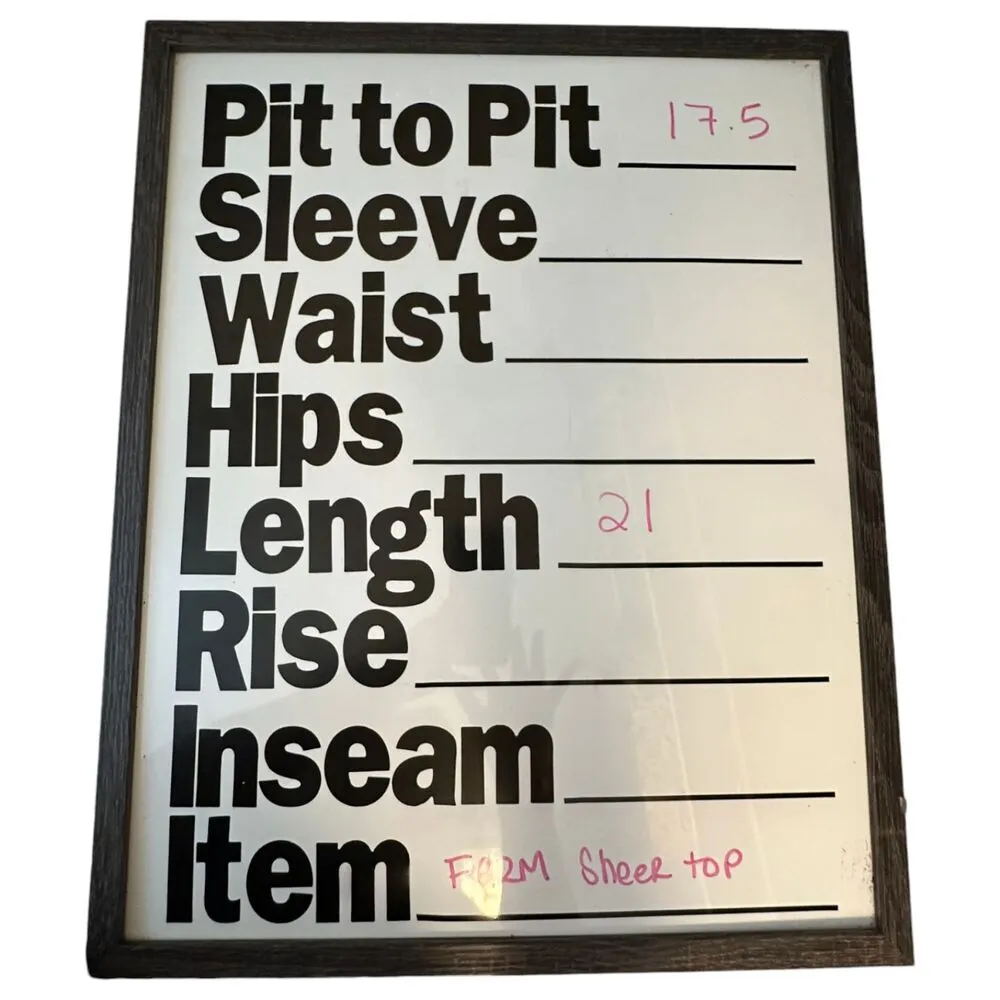 Pit to Pit 17.5
Sleeve
Waist
Hips
Length 21
Rise
Inseam
Item FARM Sheer top